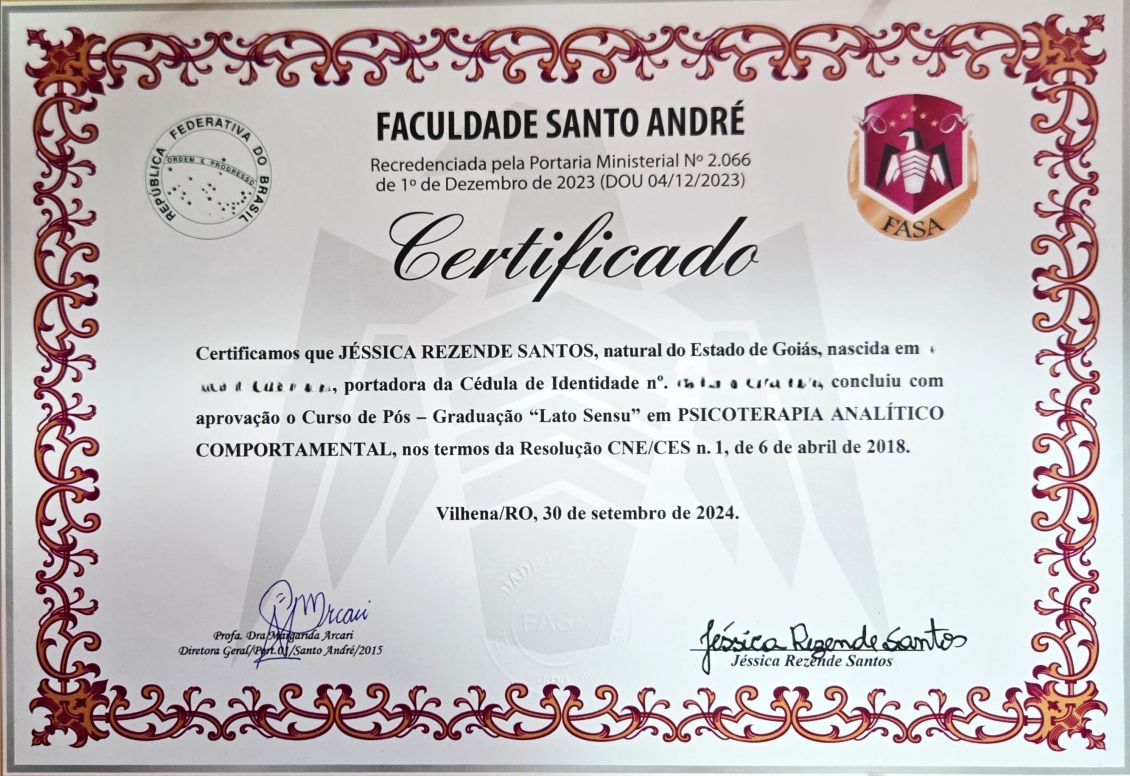 FACULDADE SANTO ANDRÉ
REPÚBLICA FEDERATIVA DO BRASIL
ORDEM E PROGRESSO
Recredenciada pela Portaria Ministerial Nº 2.066
de 1º de Dezembro de 2023 (DOU 04/12/2023)
FASA
Certificado
Certificamos que JÉSSICA REZENDE SANTOS, natural do Estado de Goiás, nascida em
, portadora da Cédula de Identidade nº. concluiu com
aprovação o Curso de Pós – Graduação “Lato Sensu” em PSICOTERAPIA ANALÍTICO
COMPORTAMENTAL, nos termos da Resolução CNE/CES n. 1, de 6 de abril de 2018.
Vilhena/RO, 30 de setembro de 2024.
FASA
Arcari
Profa. Dra Margarida Arcari
Diretora Geral/Port.01/Santo André/2015
Jéssica Rezende Santos
Jéssica Rezende Santos